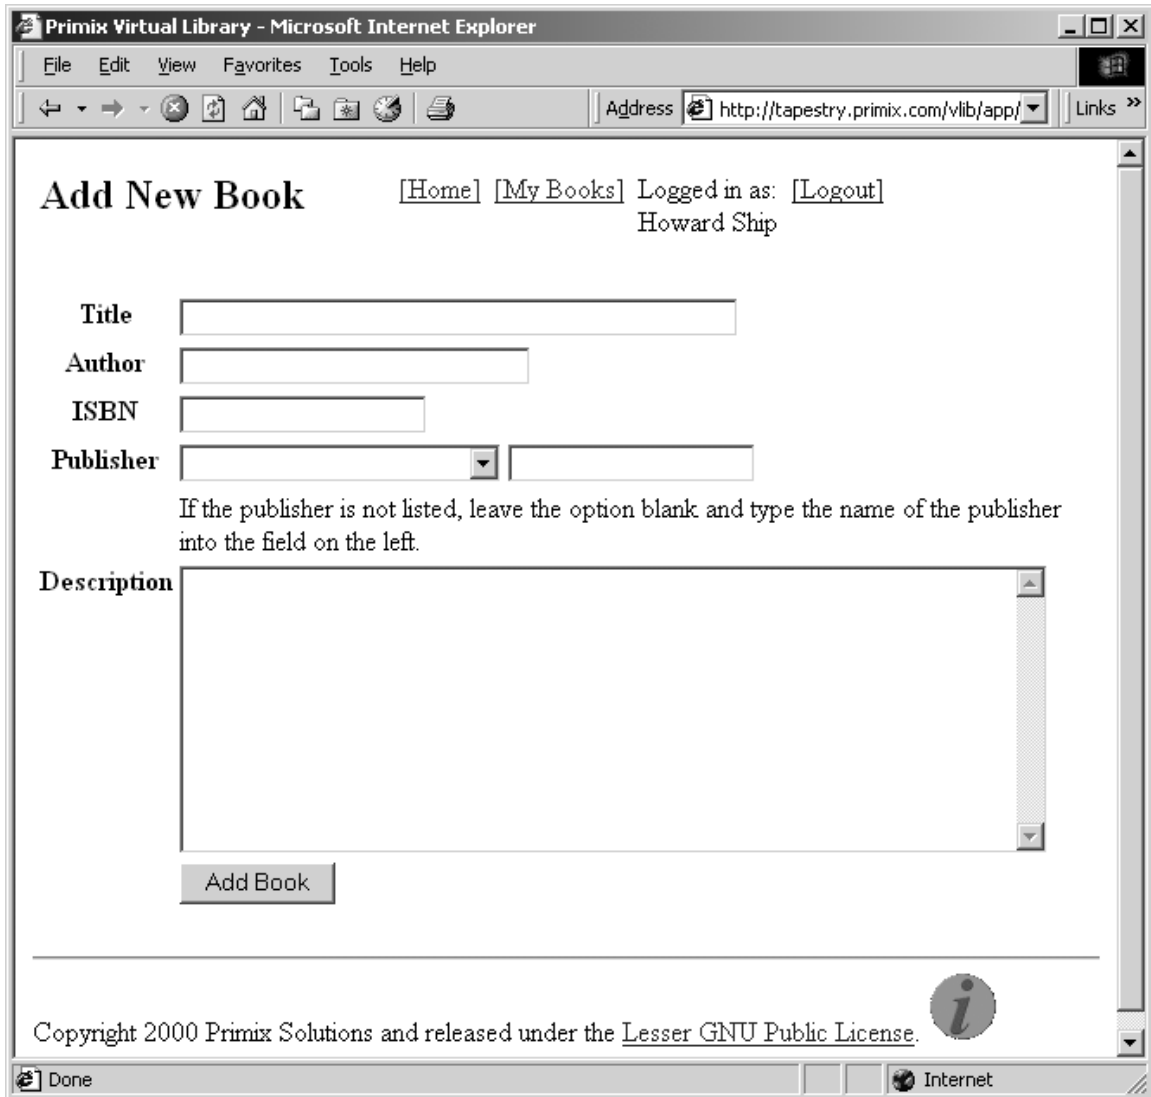 Primix Virtual Library - Microsoft Internet Explorer
File Edit View Favorites Tools Help
Address http://tapestry.primix.com/vlib/app/ Links »
Add New Book [Home] [My Books] Logged in as: [Logout]
Howard Ship
Title
Author
ISBN
Publisher
If the publisher is not listed, leave the option blank and type the name of the publisher
into the field on the left.
Description
Add Book
Copyright 2000 Primix Solutions and released under the Lesser GNU Public License.
Done Internet